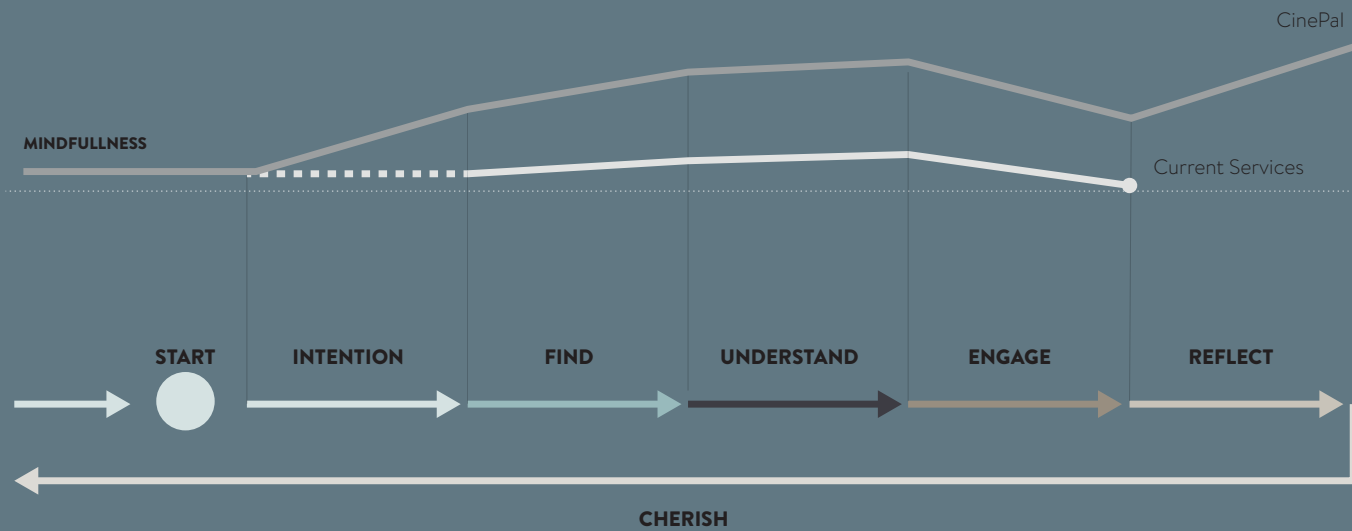 CinePal
MINDFULLNESS
Current Services
START
INTENTION
FIND
UNDERSTAND
ENGAGE
REFLECT
CHERISH